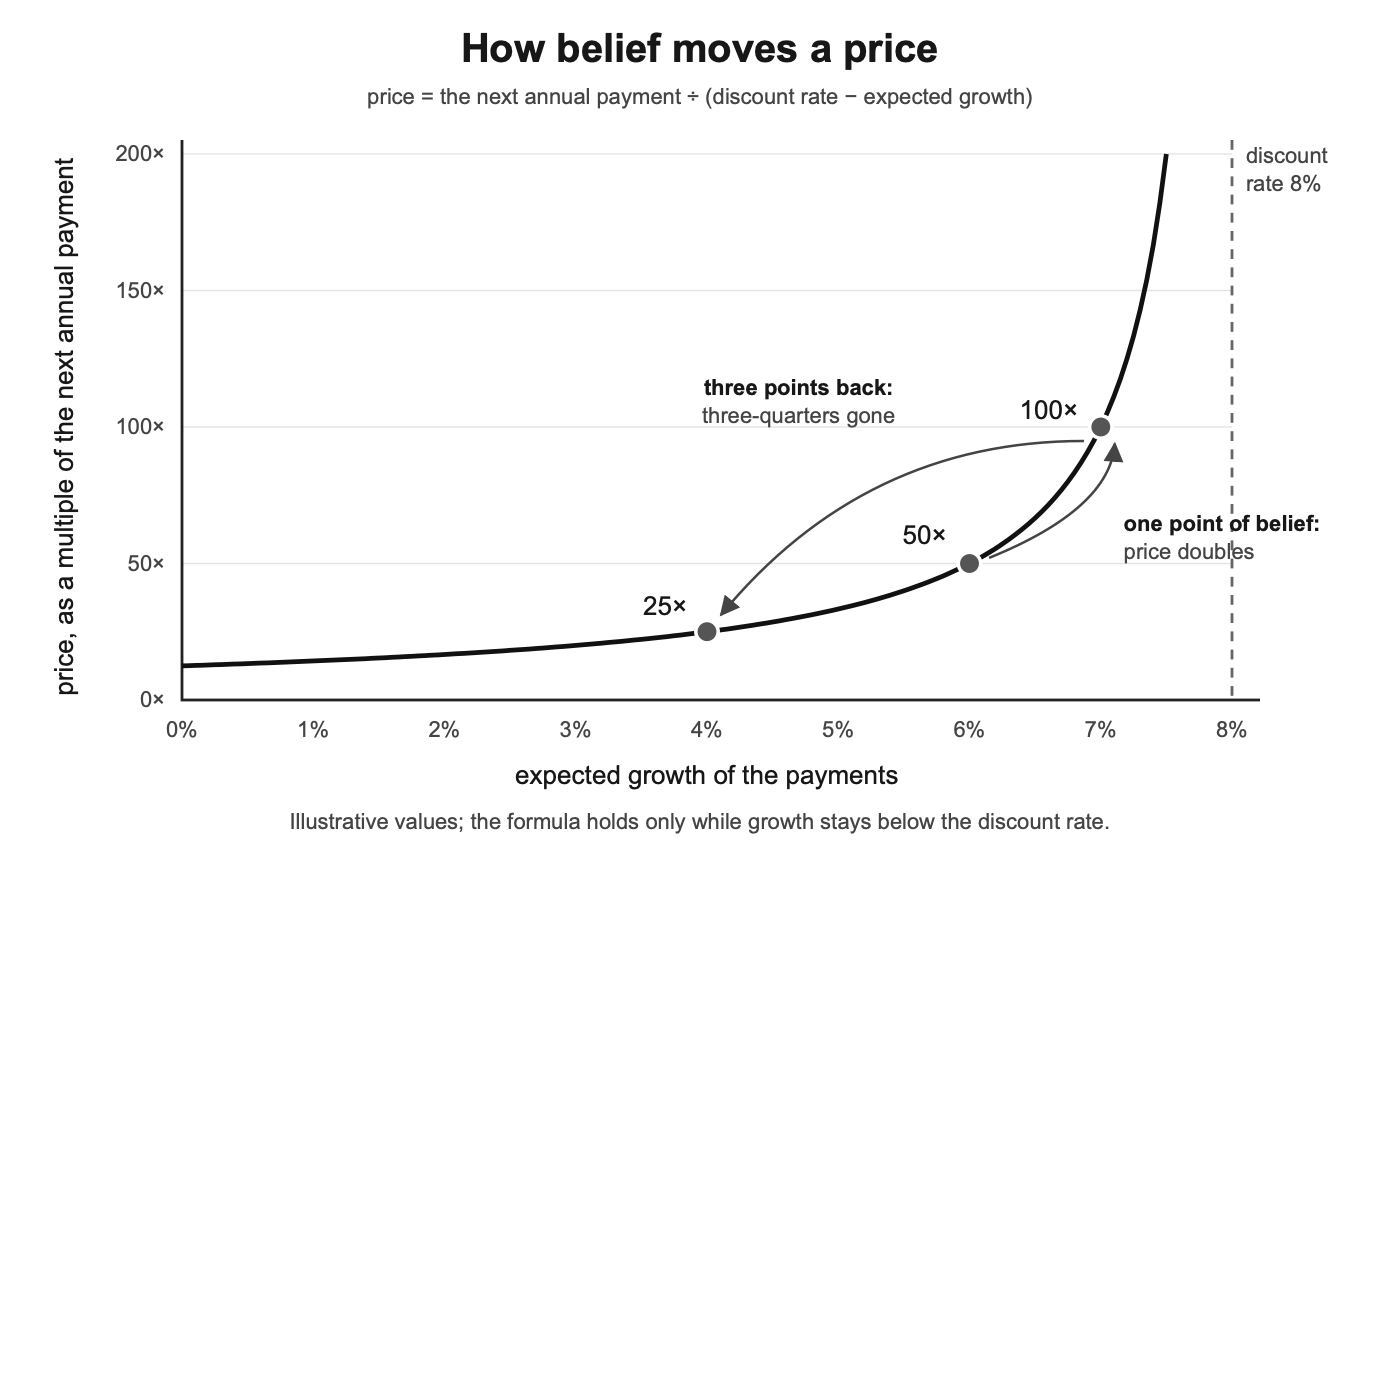 How belief moves a price
price = the next annual payment ÷ (discount rate − expected growth)
price, as a multiple of the next annual payment
200×
150×
100×
50×
0×
discount
rate 8%
three points back:
three-quarters gone
100×
50×
25×
one point of belief:
price doubles
0% 1% 2% 3% 4% 5% 6% 7% 8%
expected growth of the payments
Illustrative values; the formula holds only while growth stays below the discount rate.